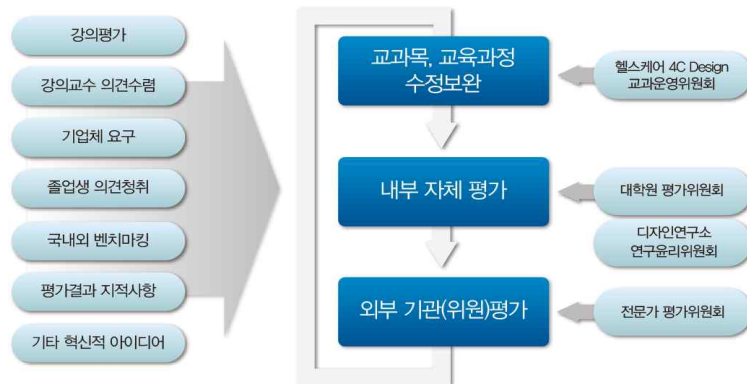 강의평가
강의교수 의견수렴
기업체 요구
졸업생 의견청취
국내외 벤치마킹
평가결과 지적사항
기타 혁신적 아이디어
교과목, 교육과정
수정보완
내부 자체 평가
외부 기관(위원)평가
헬스케어 4C Design
교과운영위원회
대학원 평가위원회
디자인연구소
연구윤리위원회
전문가 평가위원회